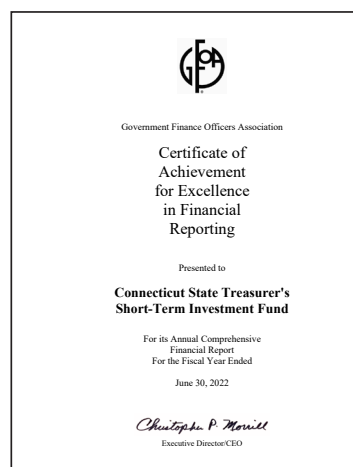 GFOA
Government Finance Officers Association
Certificate of
Achievement
for Excellence
in Financial
Reporting
Presented to
Connecticut State Treasurer's
Short-Term Investment Fund
For its Annual Comprehensive
Financial Report
For the Fiscal Year Ended
June 30, 2022
Christopher P. Morrill
Executive Director/CEO